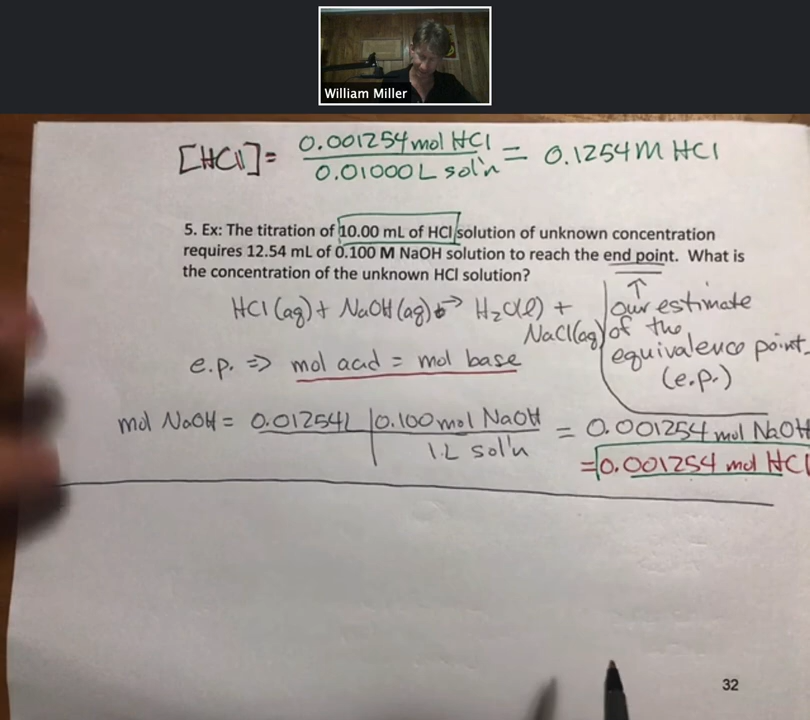 William Miller
[HCl] = 0.001254 mol HCl / 0.01000 L sol'n = 0.1254 M HCl
5. Ex: The titration of 10.00 mL of HCl solution of unknown concentration
requires 12.54 mL of 0.100 M NaOH solution to reach the end point. What is
the concentration of the unknown HCl solution?
HCl (aq) + NaOH (aq) → H₂O(l) +
NaCl(aq)
our estimate
of the
equivalence point.
(e.p.)
e.p. ⇒ mol acid = mol base
mol NaOH = 0.01254 L | 0.100 mol NaOH / 1 L sol'n = 0.001254 mol NaOH
= 0.001254 mol HCl
32